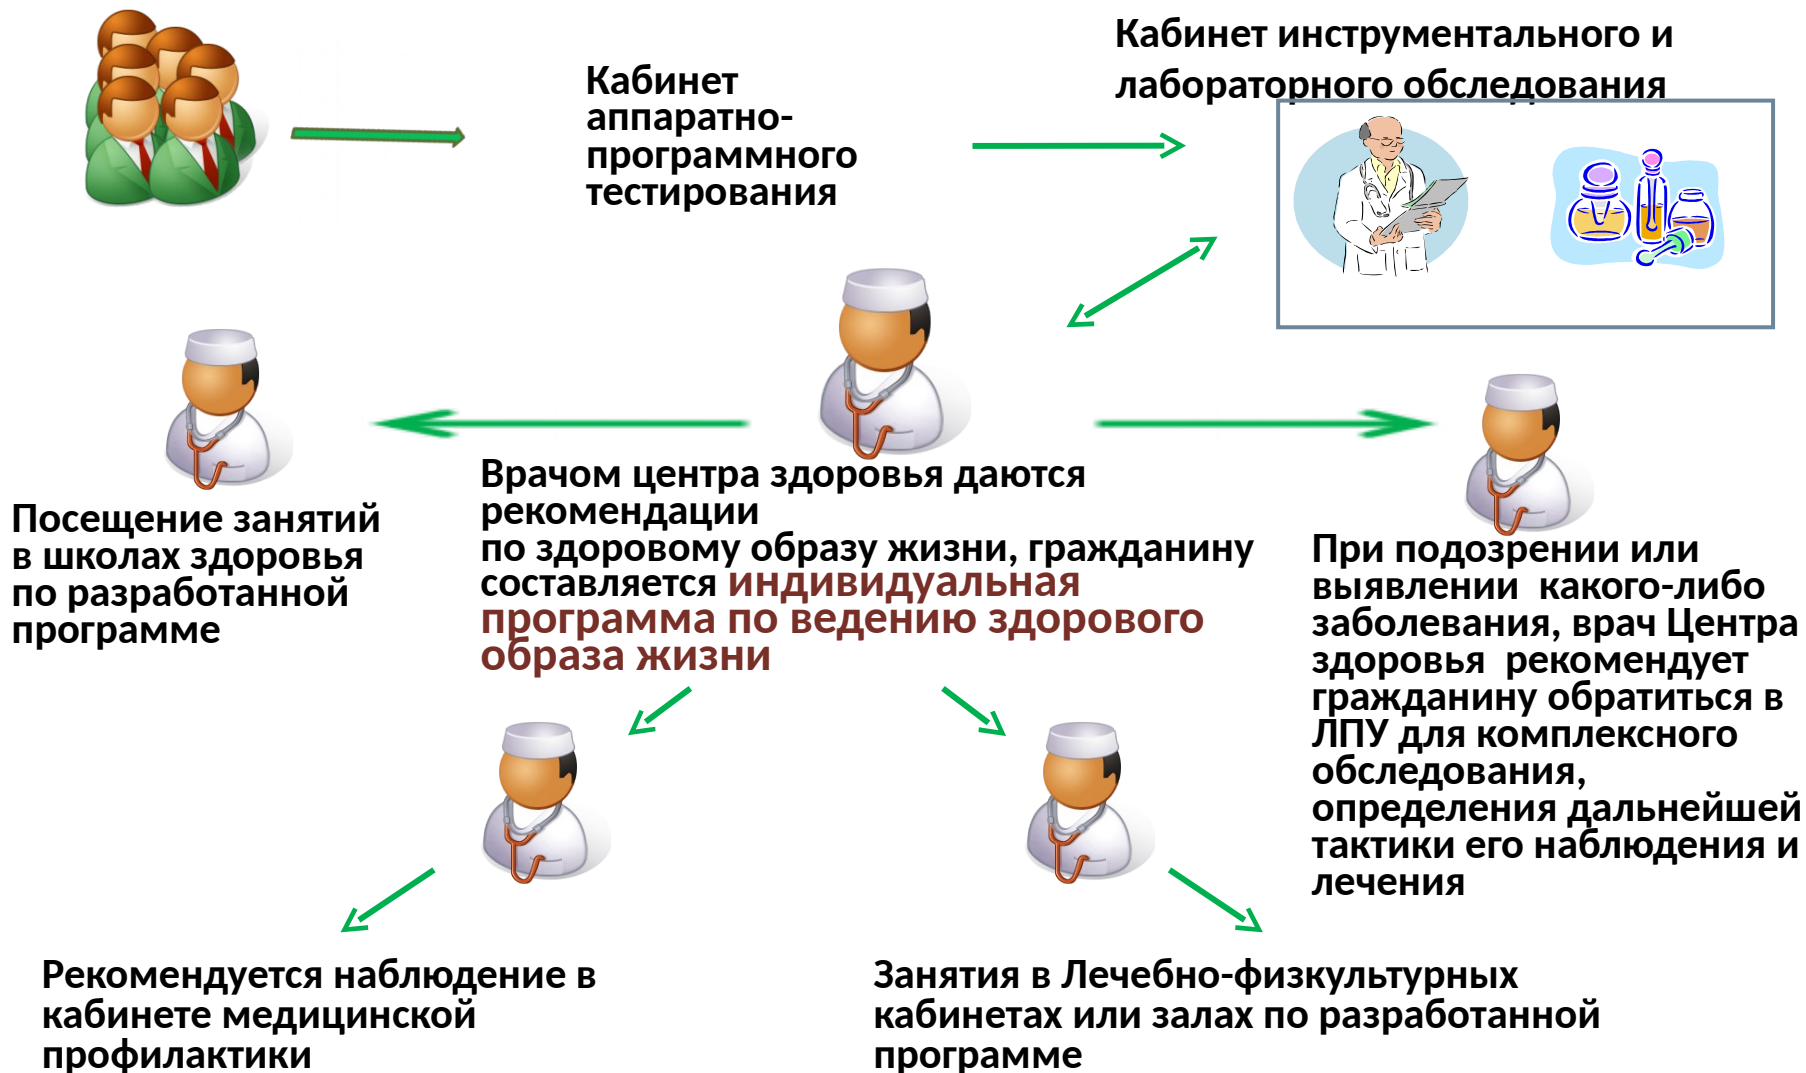 Кабинет
аппаратно-
программного
тестирования
Кабинет инструментального и
лабораторного обследования
Посещение занятий
в школах здоровья
по разработанной
программе
Врачом центра здоровья даются
рекомендации
по здоровому образу жизни, гражданину
составляется индивидуальная
программа по ведению здорового
образа жизни
При подозрении или
выявлении  какого-либо
заболевания, врач Центра
здоровья  рекомендует
гражданину обратиться в
ЛПУ для комплексного
обследования,
определения дальнейшей
тактики его наблюдения и
лечения
Рекомендуется наблюдение в
кабинете медицинской
профилактики
Занятия в Лечебно-физкультурных
кабинетах или залах по разработанной
программе